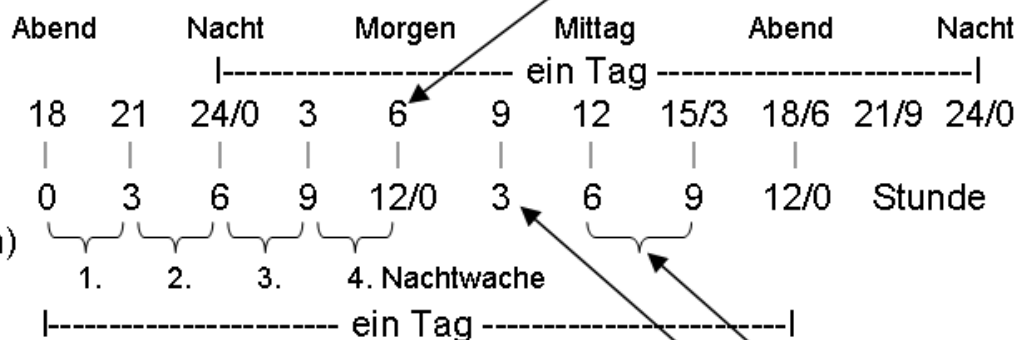 Abend Nacht Morgen Mittag Abend Nacht
ein Tag
18 21 24/0 3 6 9 12 15/3 18/6 21/9 24/0
0 3 6 9 12/0 3 6 9 12/0 Stunde
1. 2. 3. 4. Nachtwache
ein Tag